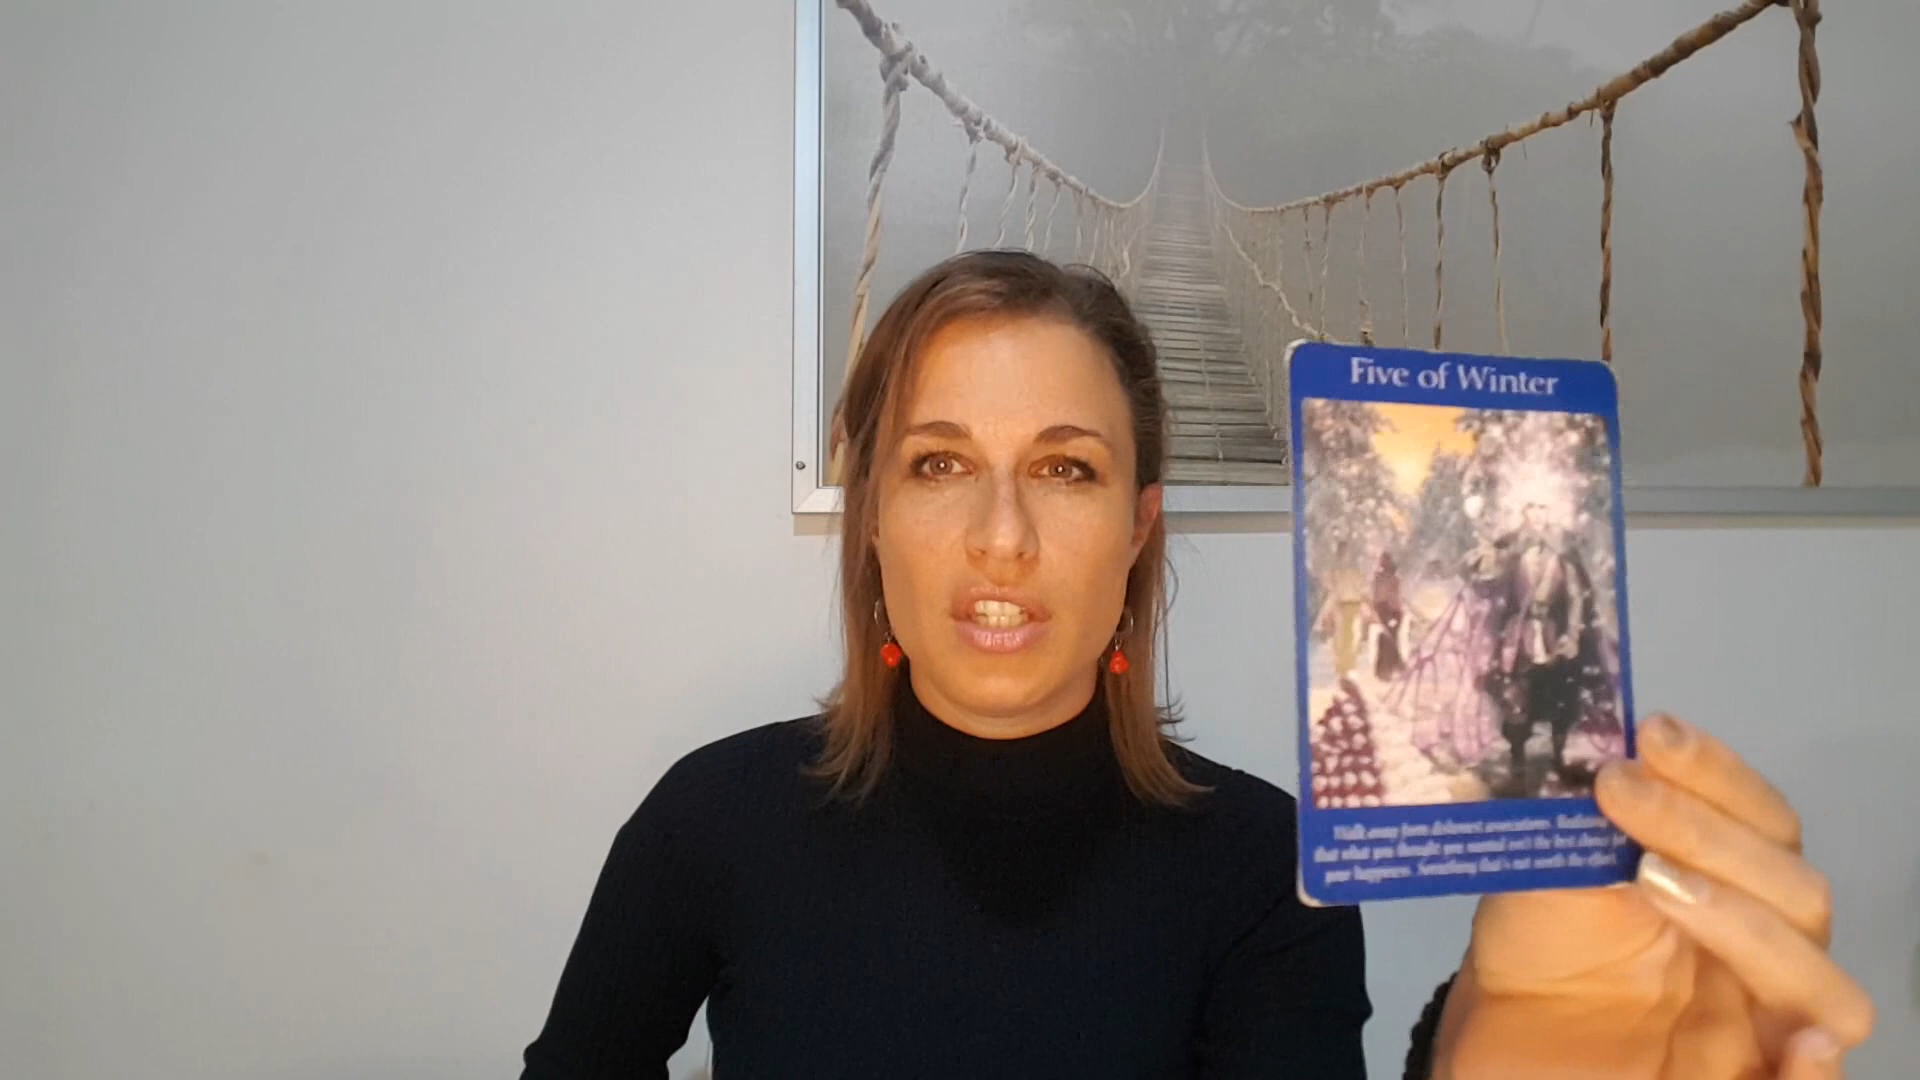 Five of Winter
Walk away from dishonest associations. Realizing
that what you thought you wanted isn't the best choice for
your happiness. Something that's not worth the effort.